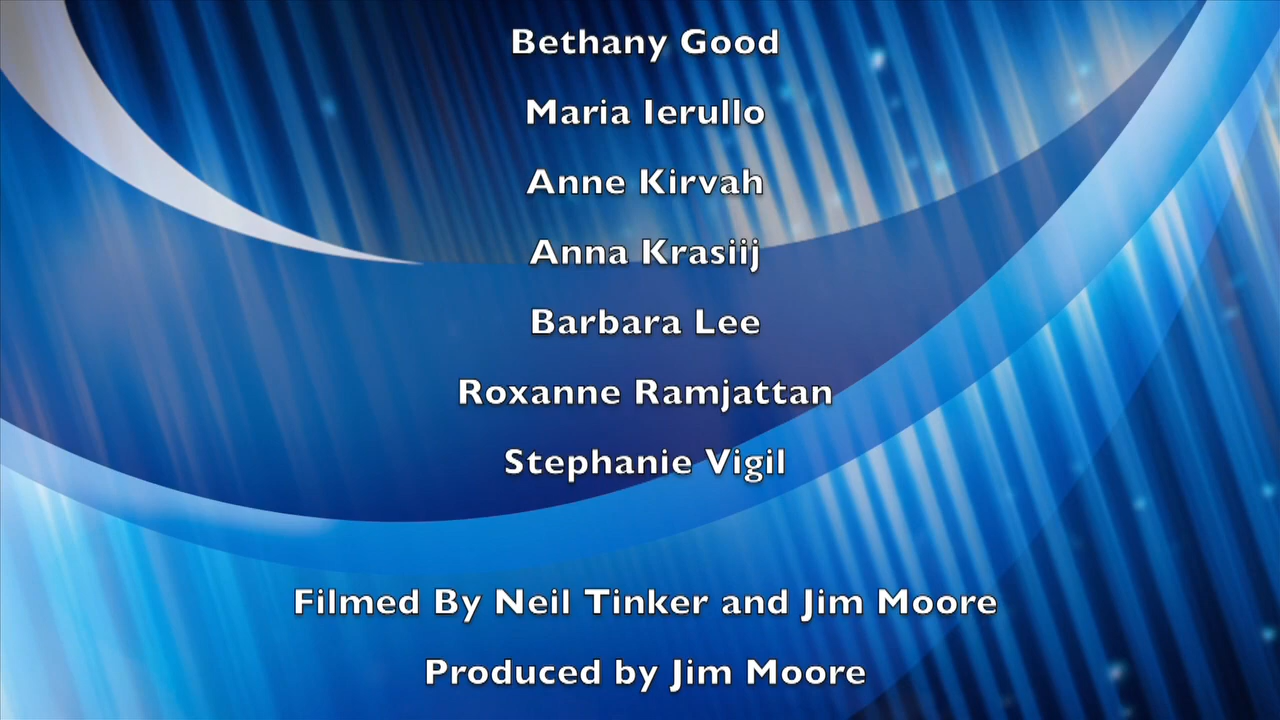 Bethany Good
Maria Ierullo
Anne Kirvah
Anna Krasiij
Barbara Lee
Roxanne Ramjattan
Stephanie Vigil
Filmed By Neil Tinker and Jim Moore
Produced by Jim Moore